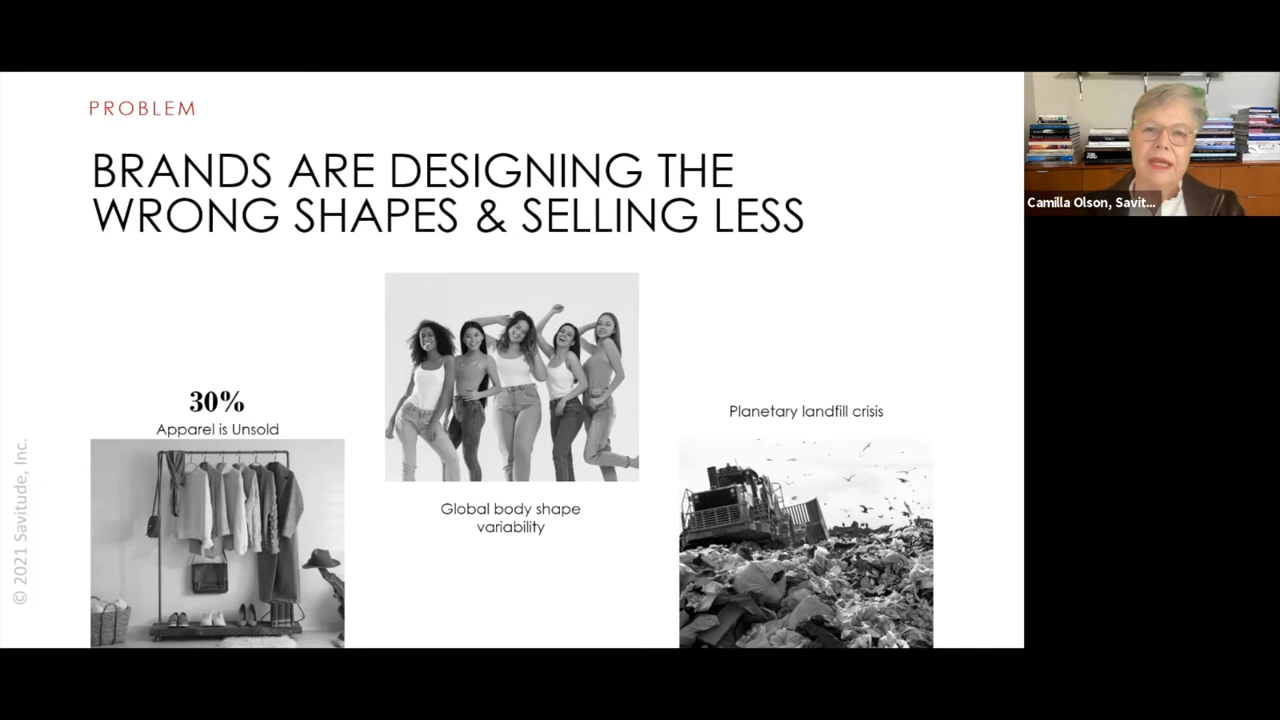 PROBLEM
BRANDS ARE DESIGNING THE
WRONG SHAPES & SELLING LESS
30%
Apparel is Unsold
Global body shape
variability
Planetary landfill crisis
© 2021 Savitude, Inc.
Camilla Olson, Savit...